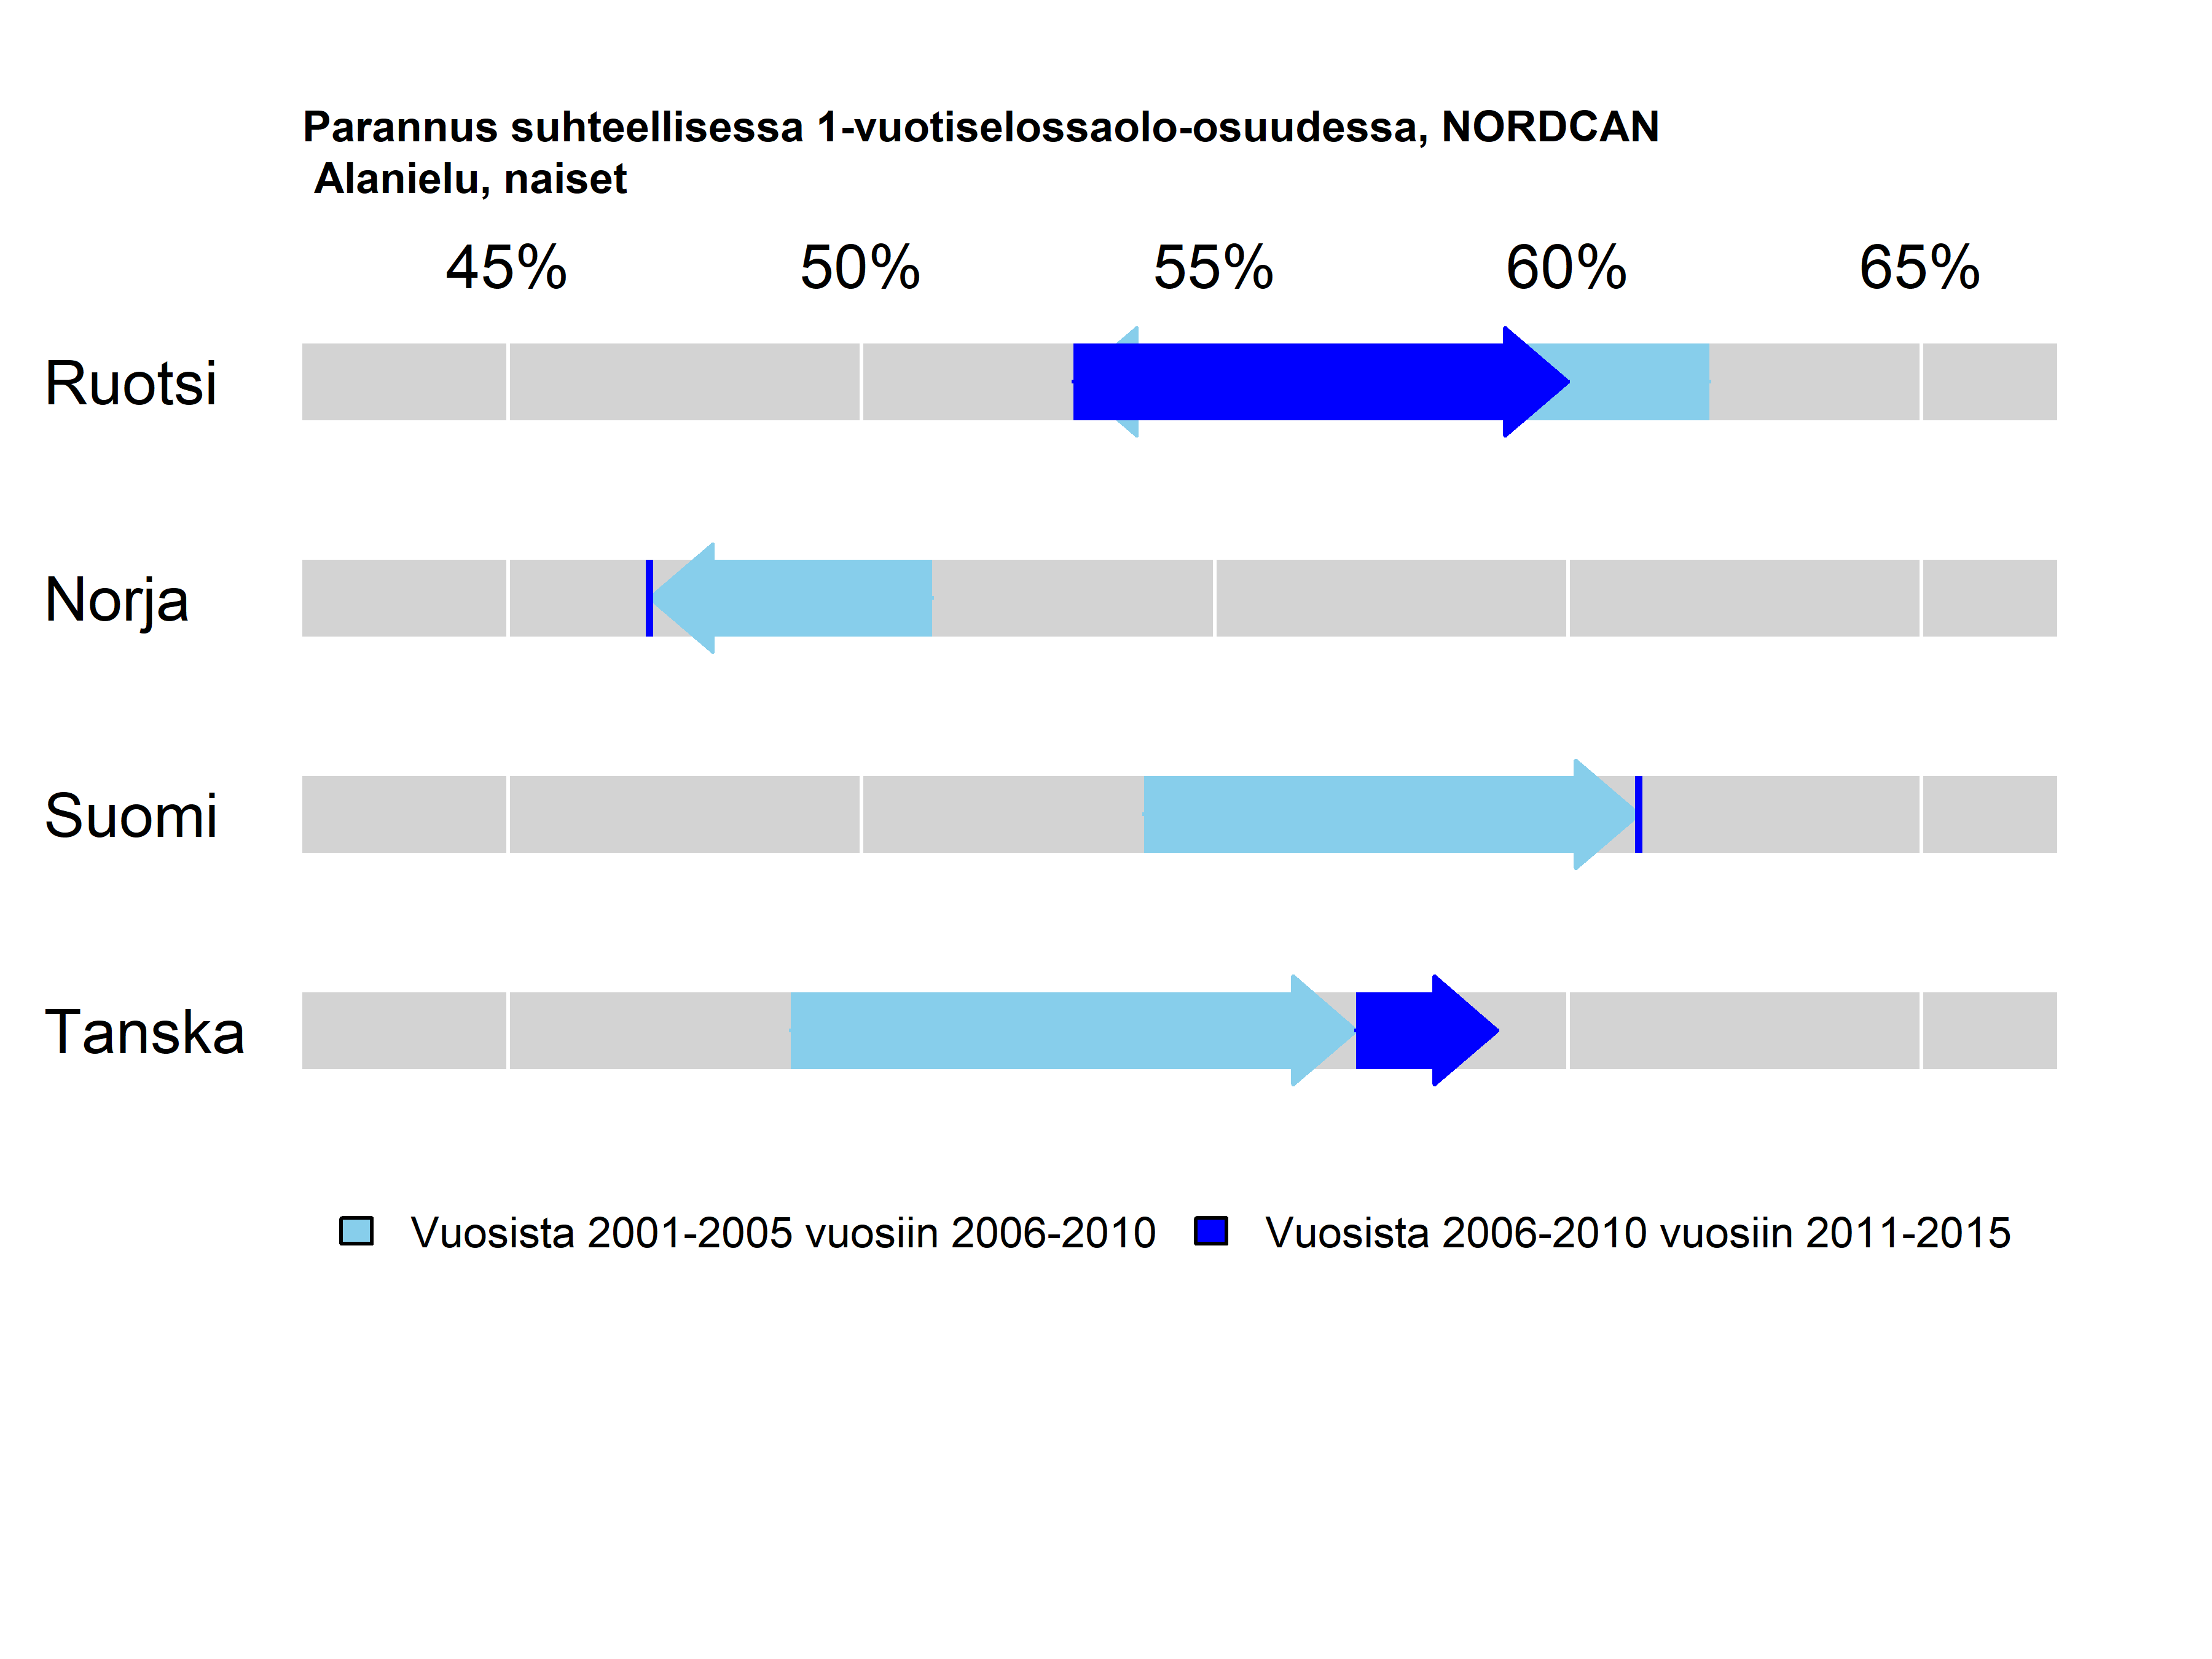 Parannus suhteellisessa 1-vuotiselossaolo-osuudessa, NORDCAN
Alanielu, naiset
45% 50% 55% 60% 65%
Ruotsi
Norja
Suomi
Tanska
Vuosista 2001-2005 vuosiin 2006-2010 Vuosista 2006-2010 vuosiin 2011-2015